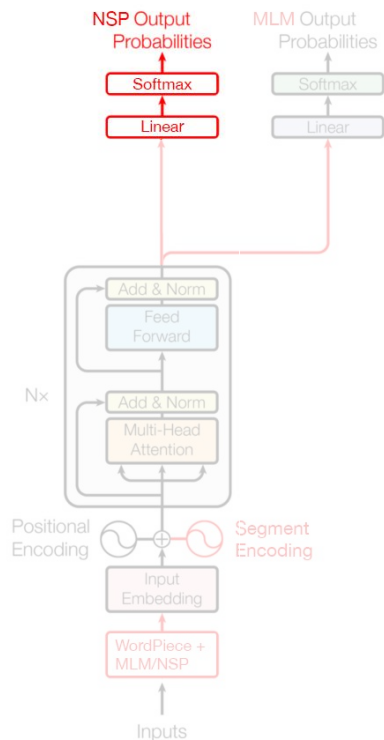 NSP Output
Probabilities
MLM Output
Probabilities
Softmax
Softmax
Linear
Linear
Add & Norm
Feed
Forward
Nx
Add & Norm
Multi-Head
Attention
Positional
Encoding
Segment
Encoding
Input
Embedding
WordPiece +
MLM/NSP
Inputs